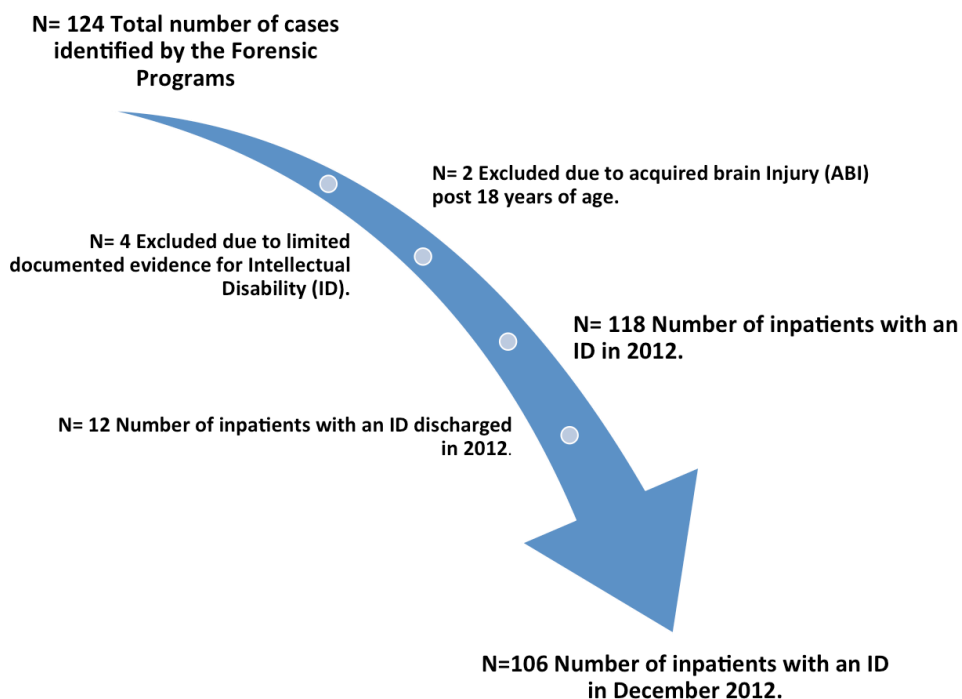 N= 124 Total number of cases
identified by the Forensic
Programs
N= 2 Excluded due to acquired brain Injury (ABI)
post 18 years of age.
N= 4 Excluded due to limited
documented evidence for Intellectual
Disability (ID).
N= 118 Number of inpatients with an
ID in 2012.
N= 12 Number of inpatients with an ID discharged
in 2012.
N=106 Number of inpatients with an ID
in December 2012.